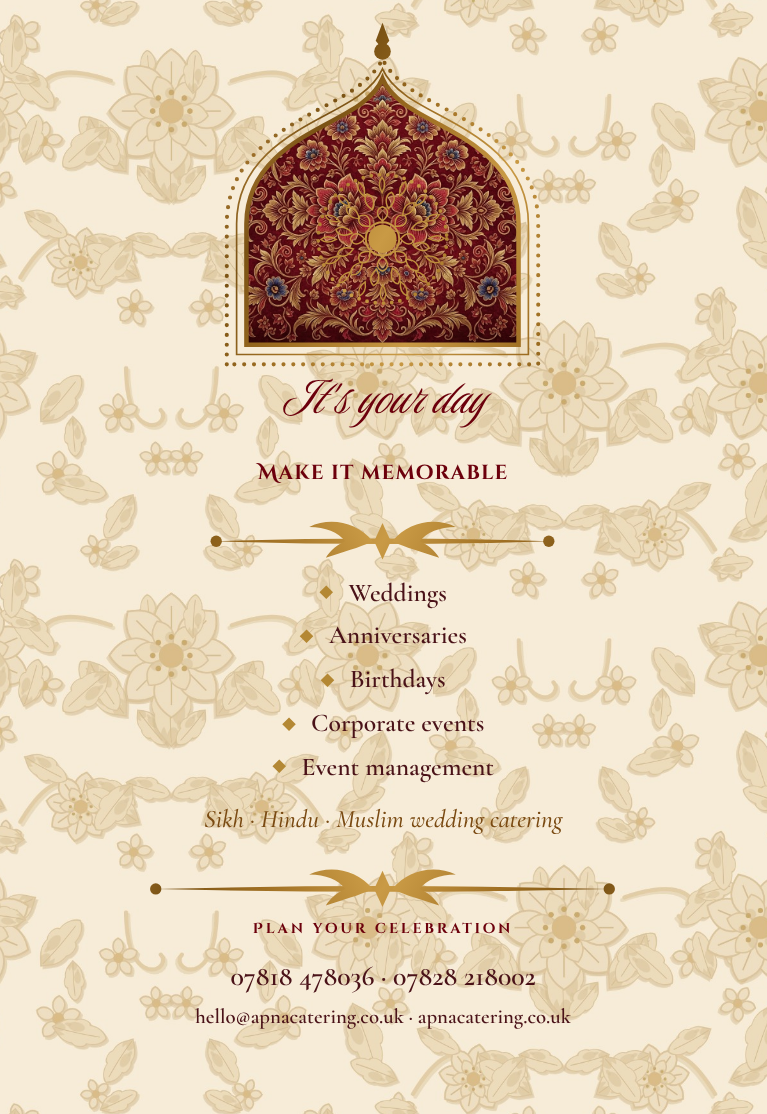 It's your day
MAKE IT MEMORABLE
Weddings
Anniversaries
Birthdays
Corporate events
Event management
Sikh · Hindu · Muslim wedding catering
PLAN YOUR CELEBRATION
07818 478036 · 07828 218002
hello@apnacatering.co.uk · apnacatering.co.uk